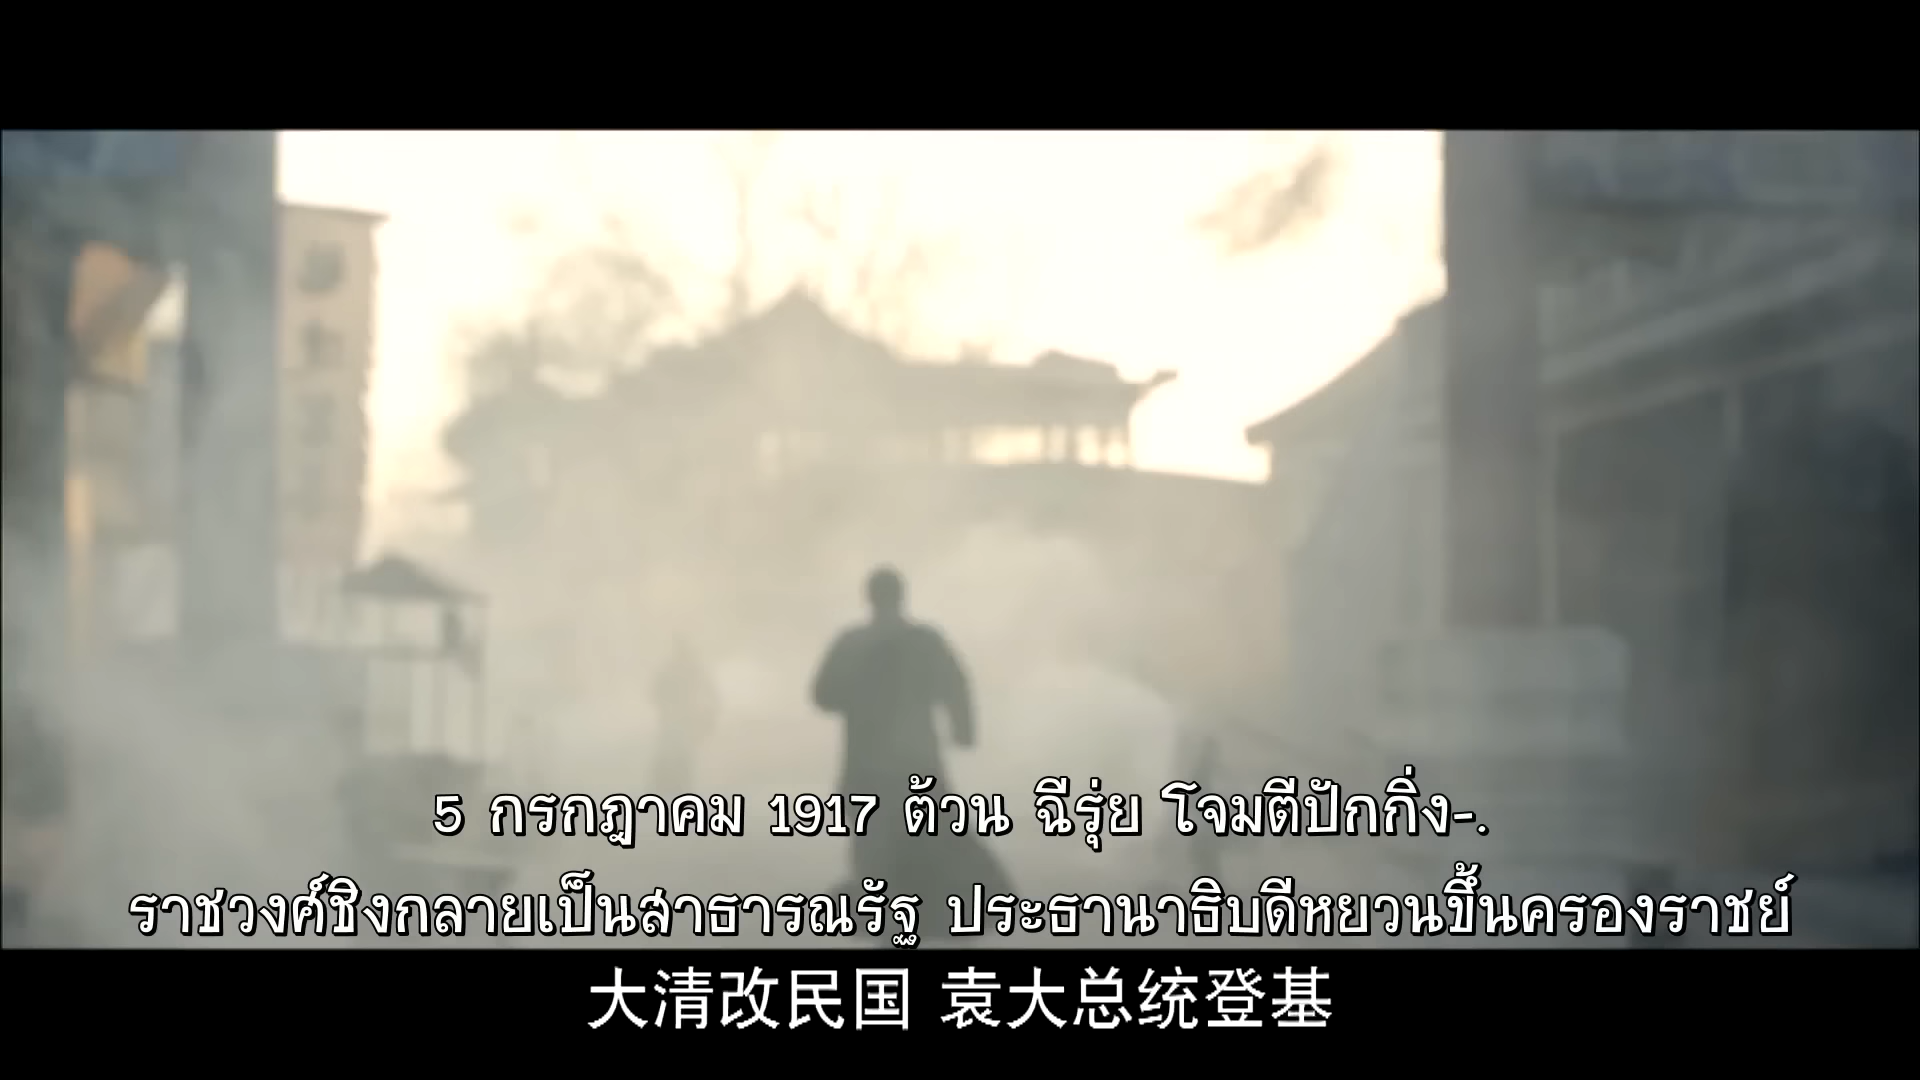 5 กรกฎาคม 1917 ต้วน ฉีรุ่ย โจมตีปักกิ่ง-.
ราชวงศ์ชิงกลายเป็นสาธารณรัฐ ประธานาธิบดีหยวนขึ้นครองราชย์
大清改民国 袁大总统登基